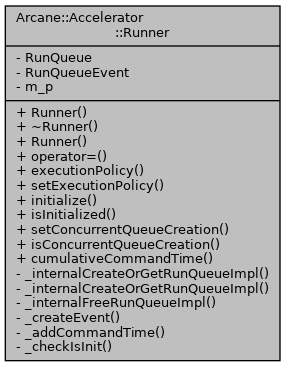 Arcane::Accelerator
::Runner
- RunQueue
- RunQueueEvent
- m_p
+ Runner()
+ ~Runner()
+ Runner()
+ operator=()
+ executionPolicy()
+ setExecutionPolicy()
+ initialize()
+ isInitialized()
+ setConcurrentQueueCreation()
+ isConcurrentQueueCreation()
+ cumulativeCommandTime()
- _internalCreateOrGetRunQueueImpl()
- _internalCreateOrGetRunQueueImpl()
- _internalFreeRunQueueImpl()
- _createEvent()
- _addCommandTime()
- _checkIsInit()